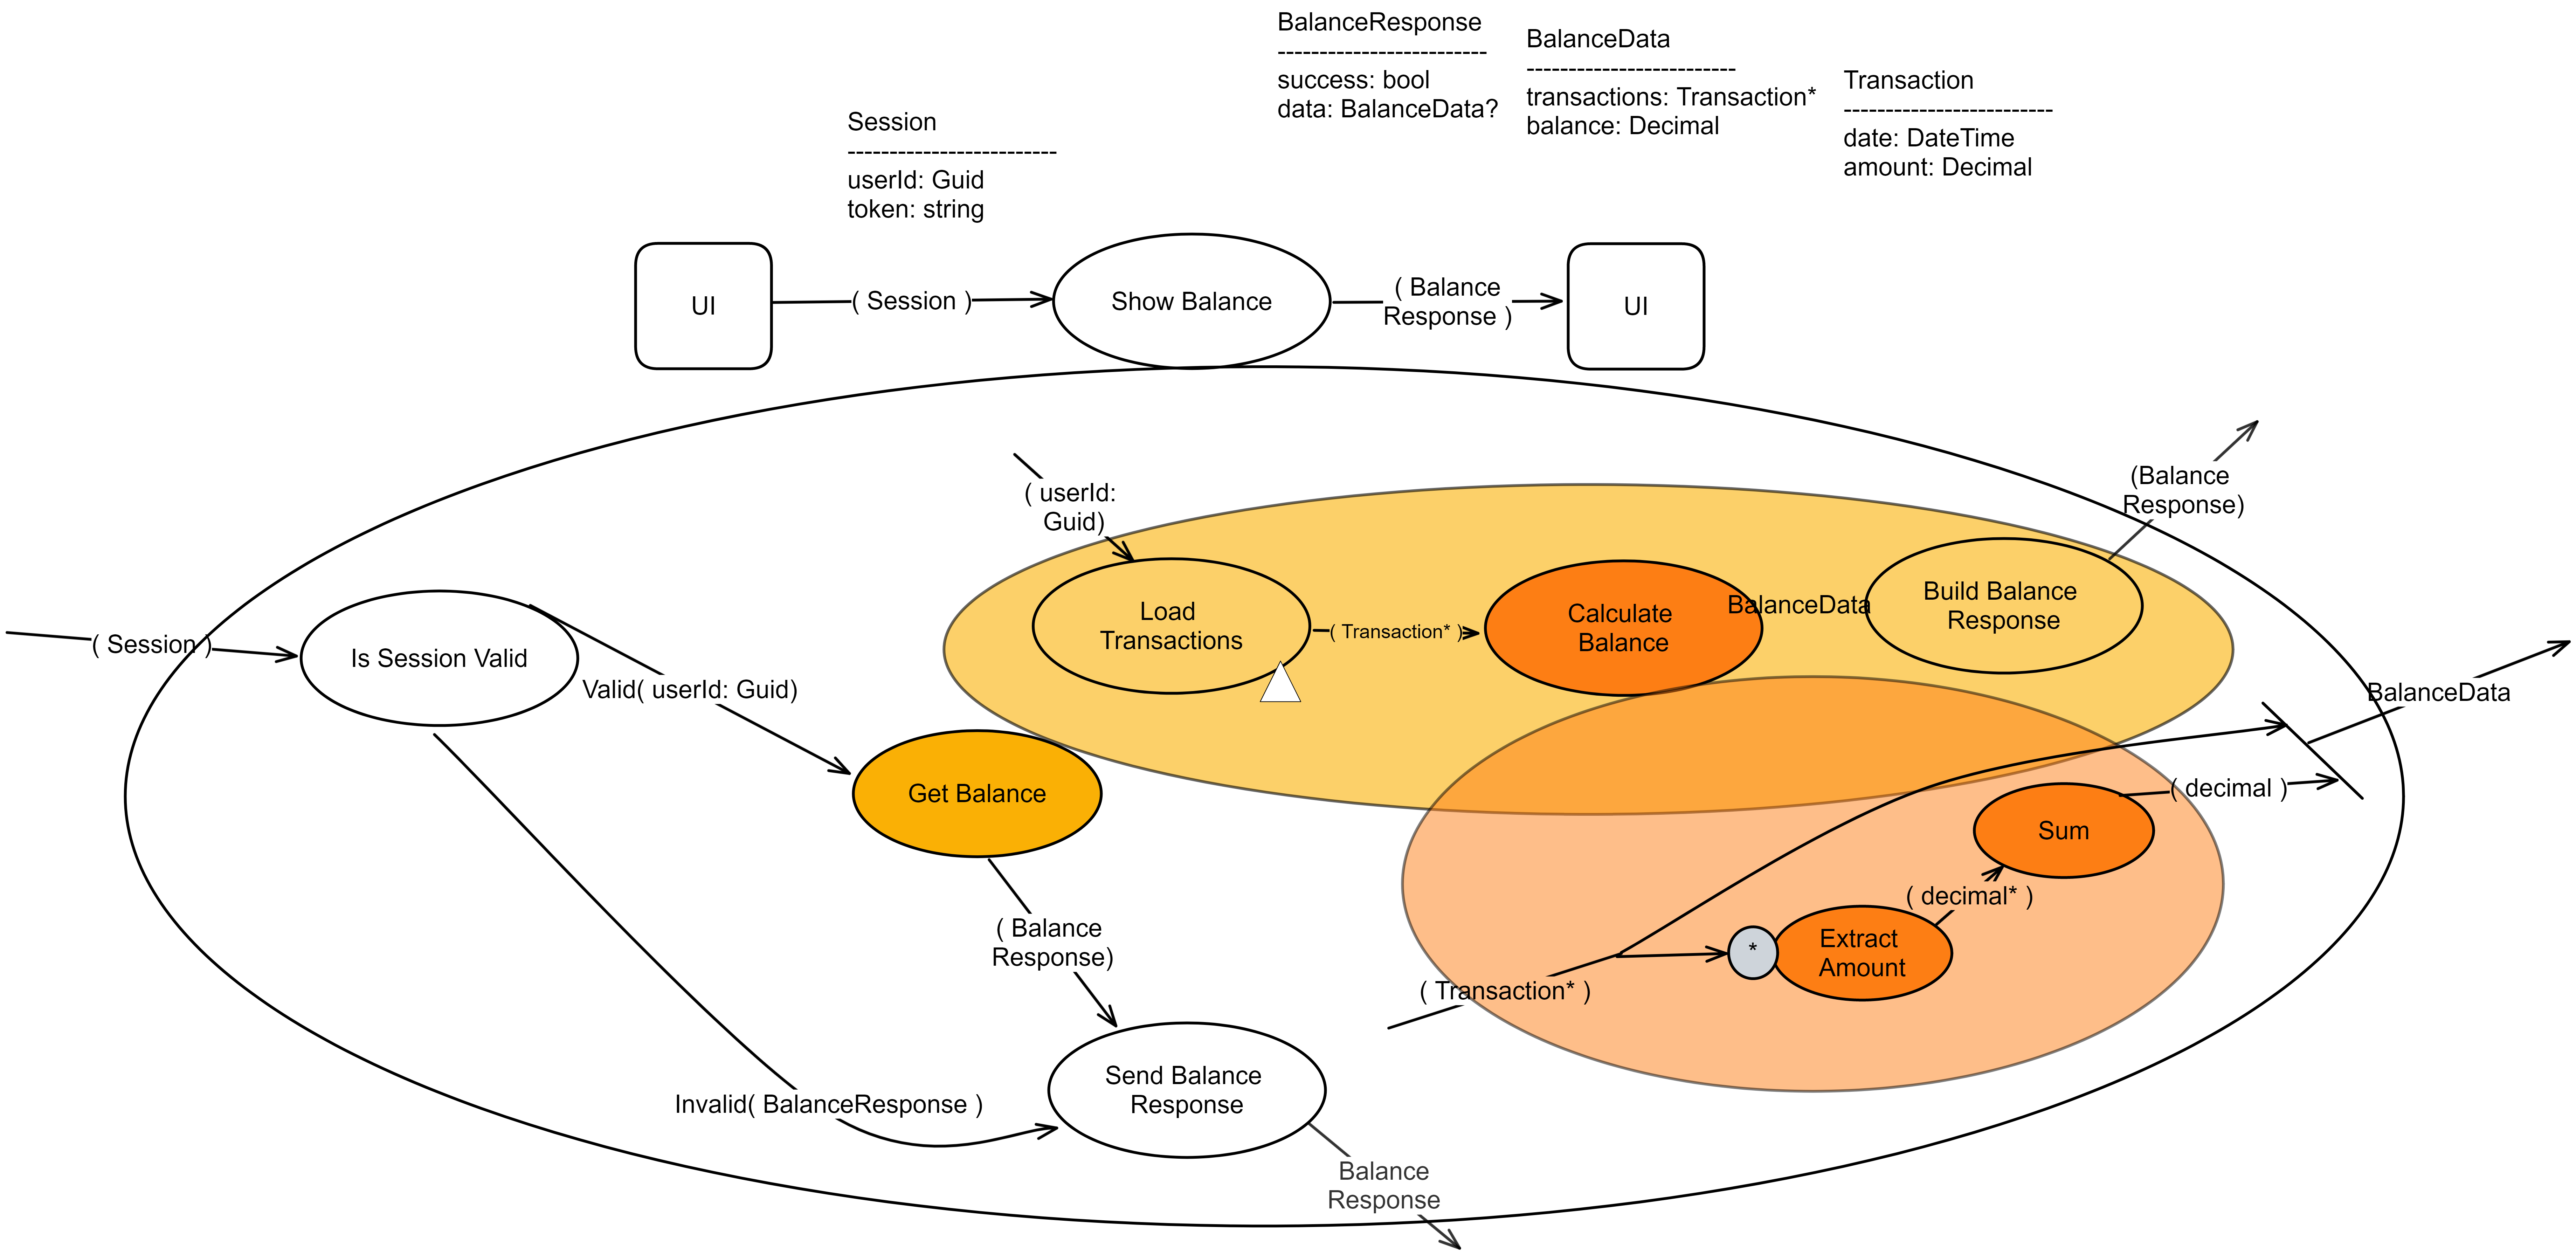 BalanceResponse
-------------------------
success: bool
data: BalanceData?
BalanceData
-------------------------
transactions: Transaction*
balance: Decimal
Transaction
-------------------------
date: DateTime
amount: Decimal
Session
-------------------------
userId: Guid
token: string
UI
( Session )
Show Balance
( Balance
Response )
UI
( userId:
Guid)
(Balance
Response)
Load
Transactions
( Transaction* )
Calculate
Balance
BalanceData
Build Balance
Response
( Session )
Is Session Valid
Valid( userId: Guid)
BalanceData
Get Balance
( decimal )
Sum
( decimal* )
( Balance
Response)
*
Extract
Amount
( Transaction* )
Send Balance
Response
Invalid( BalanceResponse )
Balance
Response